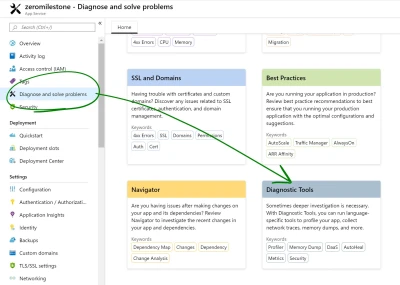 zeromilestone - Diagnose and solve problems
App Service
Search (Ctrl+/)
«
Overview
Activity log
Access control (IAM)
Tags
Diagnose and solve problems
Security
Deployment
Quickstart
Deployment slots
Deployment Center
Settings
Configuration
Authentication / Authorizati...
Application Insights
Identity
Backups
Custom domains
TLS/SSL settings
Networking
Home
4xx Errors CPU Memory
Migration
SSL and Domains
Having trouble with certificates and
custom domains? Discover any issues related to SSL
certificates, authentication, and domain
management.
Keywords
4xx Errors SSL Domains Permissions
Auth Cert
Best Practices
Are you running your application in production?
Review best practice recommendations to best
ensure that you running your production
application with the optimal configurations and
suggestions.
Keywords
AutoScale Traffic Manager AlwaysOn
ARR Affinity
Navigator
Are you having issues after making changes on
your app and its dependencies? Review
Navigator to investigate the recent changes in
your app and dependencies.
Keywords
Dependency Map Changes Dependency
Change Analysis
Diagnostic Tools
Sometimes deeper investigation is necessary.
With Diagnostic Tools, you can run language-
specific tools to profile your app, collect
network traces, memory dumps, and more.
Keywords
Profiler Memory Dump DaaS AutoHeal
Metrics Security